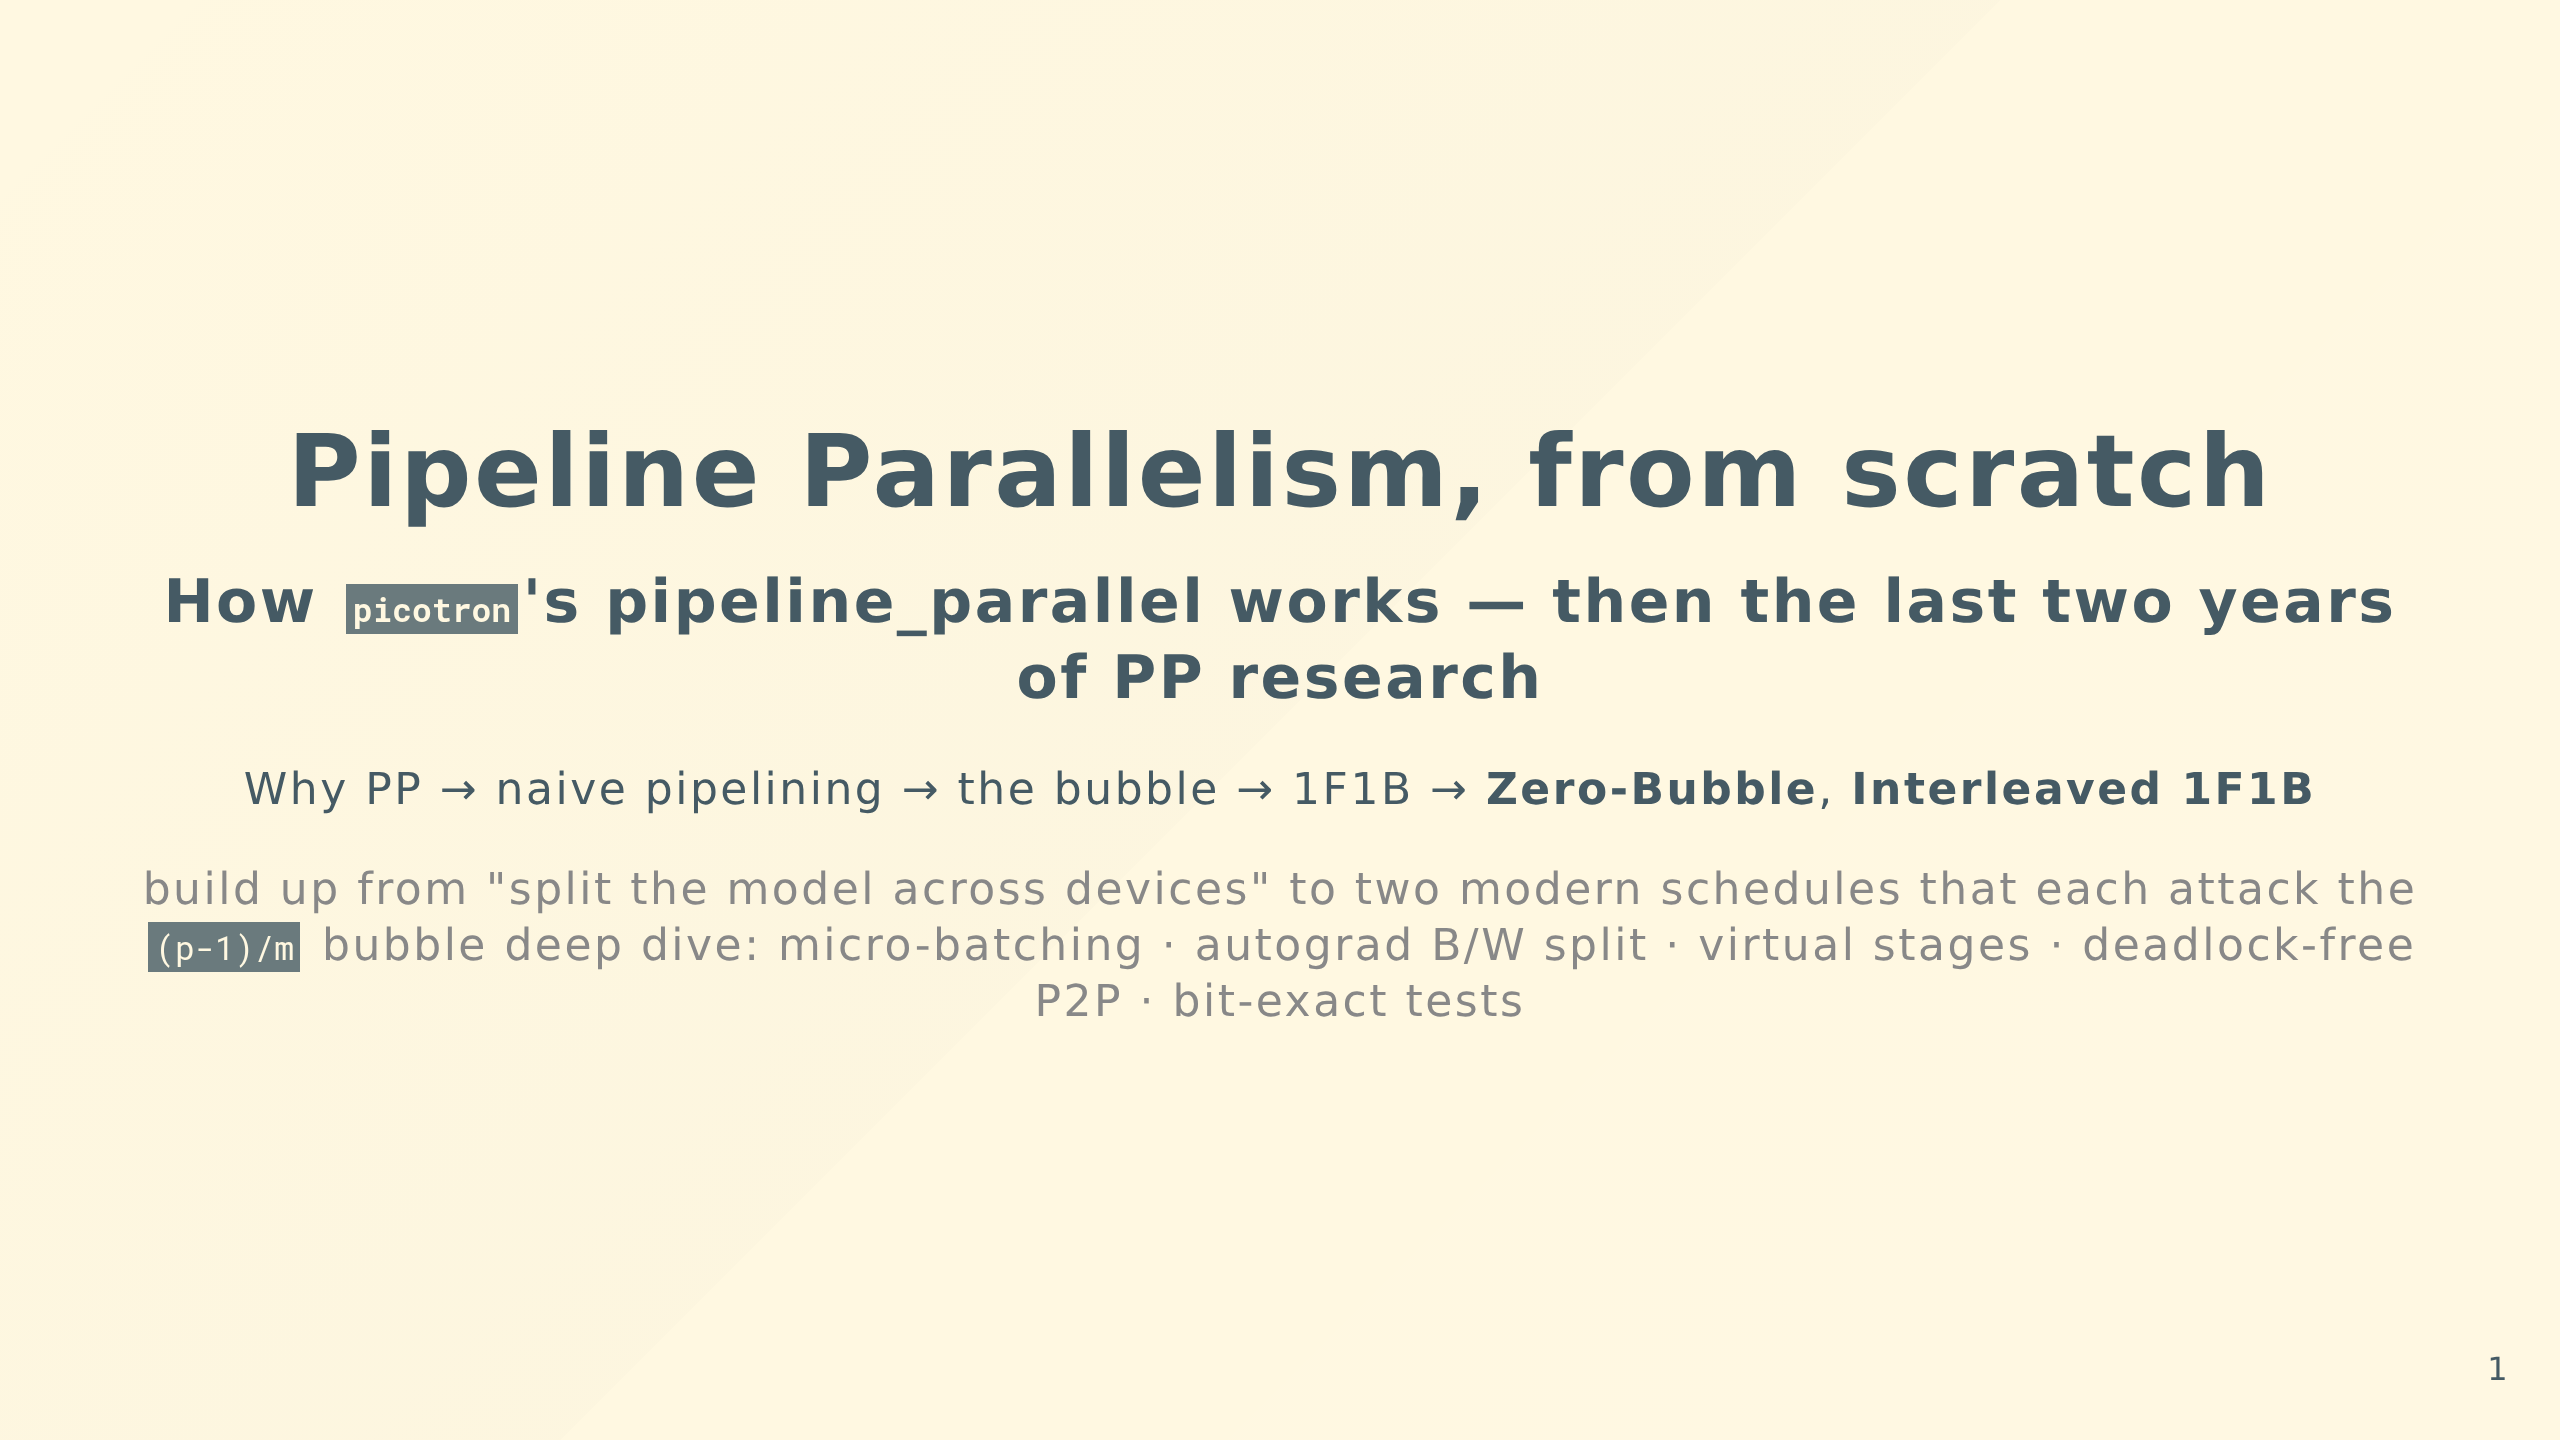 Pipeline Parallelism, from scratch
How picotron's pipeline_parallel works — then the last two years
of PP research
Why PP → naive pipelining → the bubble → 1F1B → Zero-Bubble, Interleaved 1F1B
build up from "split the model across devices" to two modern schedules that each attack the
(p-1)/m bubble deep dive: micro-batching · autograd B/W split · virtual stages · deadlock-free
P2P · bit-exact tests
1